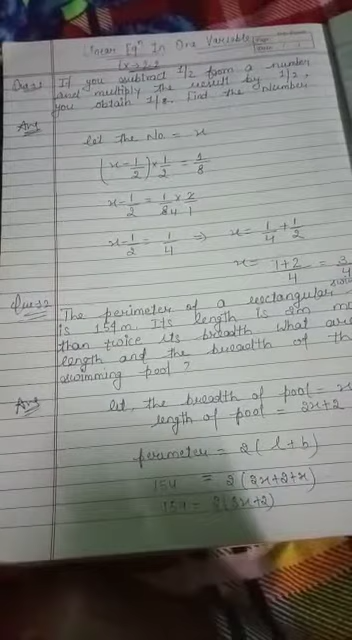 Linear Eqn In One Variable
Ex → 2.2
Ques1 If you subtract 1/2 from a number
and multiply the result by 1/2,
you obtain 1/8. Find the number.
Ans
let the No = x
(x-1/2) × 1/2 = 1/8
x-1/2 = 1/8 4 × 2/1
x-1/2 = 1/4 ⇒ x = 1/4 + 1/2
x = 1+2/4 = 3/4
Ques2 The perimeter of a rectangular
is 154m. Its length is 2m
than twice its breadth what are
length and the breadth of
swimming pool?
Ans let, the breadth of pool = x
length of pool = 2x+2
perimeter = 2(l+b)
154 = 2(2x+2+x)
154 = 2(3x+2)